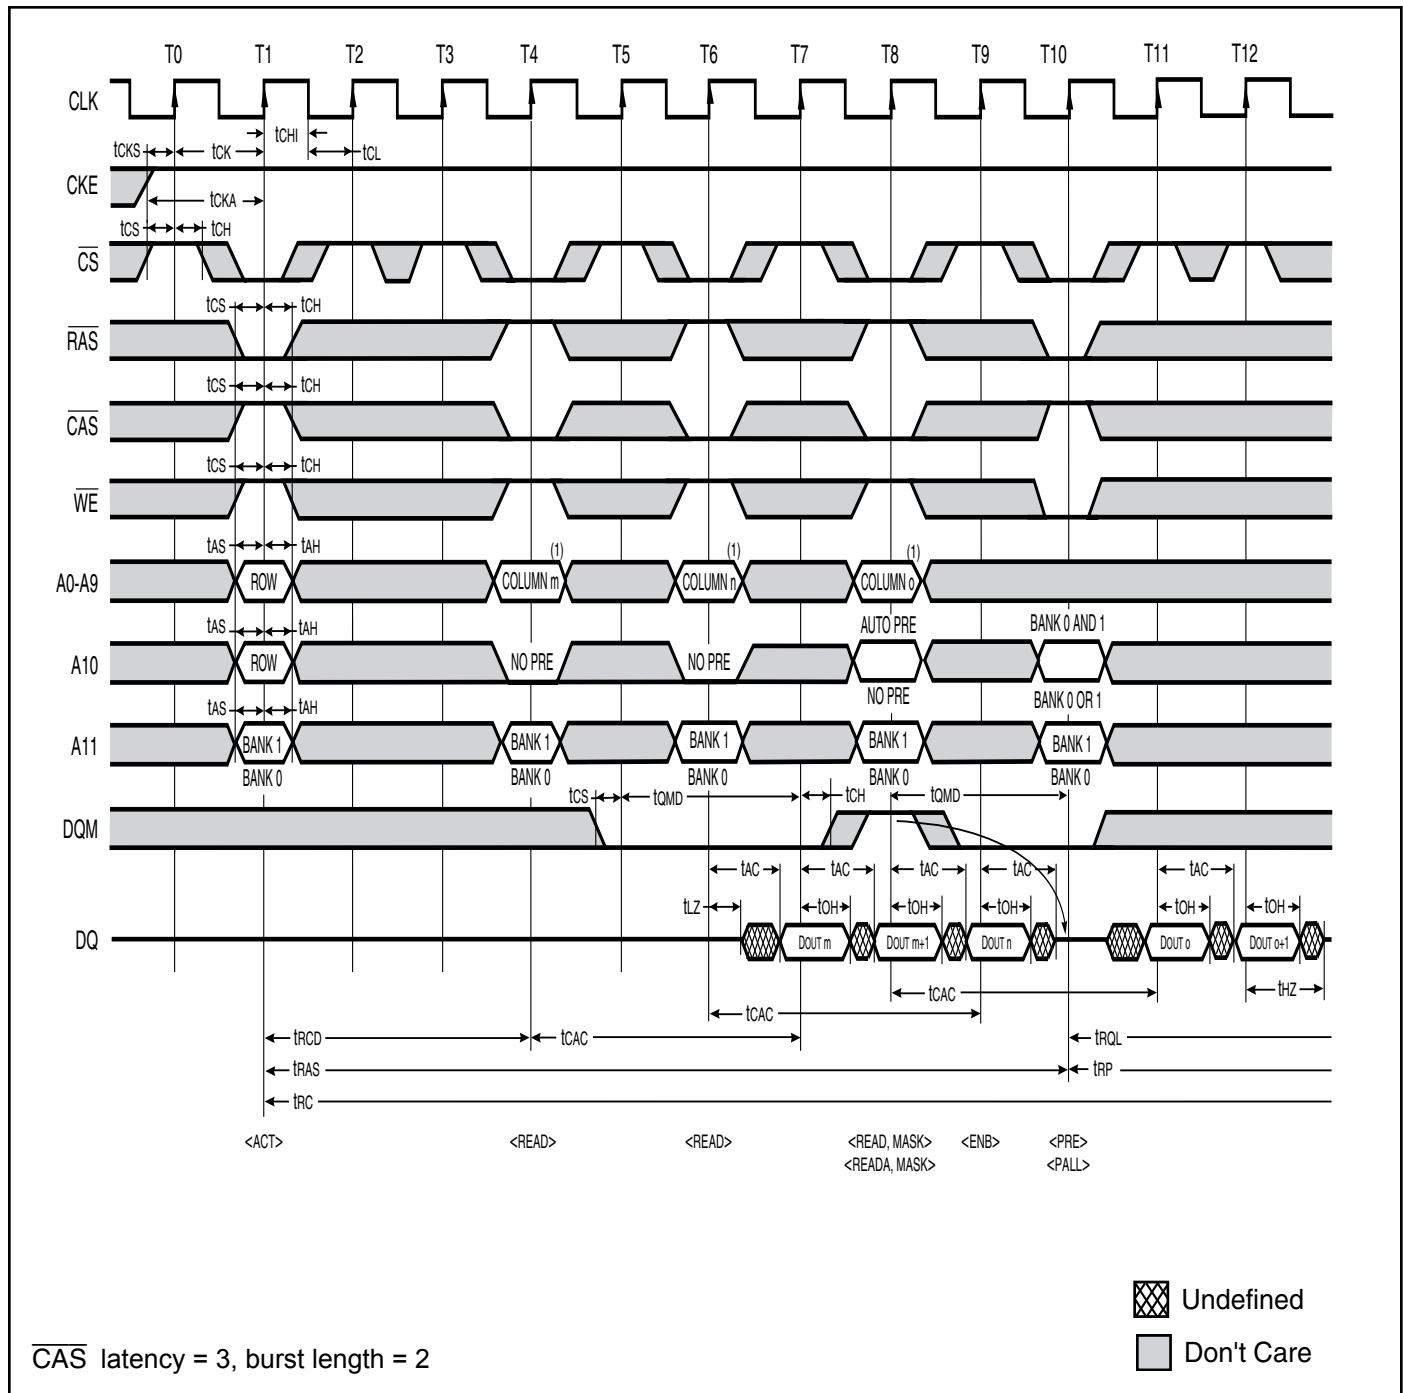 T0 T1 T2 T3 T4 T5 T6 T7 T8 T9 T10 T11 T12
CLK
tCHI
tCKS tCK tCL
CKE
tCKA
tCS tCH
CS
tCS tCH
RAS
tCS tCH
CAS
tCS tCH
WE
tAS tAH (1) (1) (1)
A0-A9 ROW COLUMN m COLUMN n COLUMN o
tAS tAH AUTO PRE BANK 0 AND 1
A10 ROW NO PRE NO PRE
NO PRE BANK 0 OR 1
tAS tAH
A11 BANK 1 BANK 1 BANK 1 BANK 1 BANK 1
BANK 0 BANK 0 BANK 0 BANK 0 BANK 0
tCS tQMD tCH tQMD
DQM
tAC tAC tAC tAC tAC
tLZ tOH tOH tOH tOH tOH
DQ DOUT m DOUT m+1 DOUT n DOUT o DOUT o+1
tCAC tHZ
tCAC
tRCD tCAC tRQL
tRAS tRP
tRC
<ACT> <READ> <READ> <READ, MASK> <ENB> <PRE>
<READA, MASK> <PALL>
Undefined
Don't Care
CAS latency = 3, burst length = 2